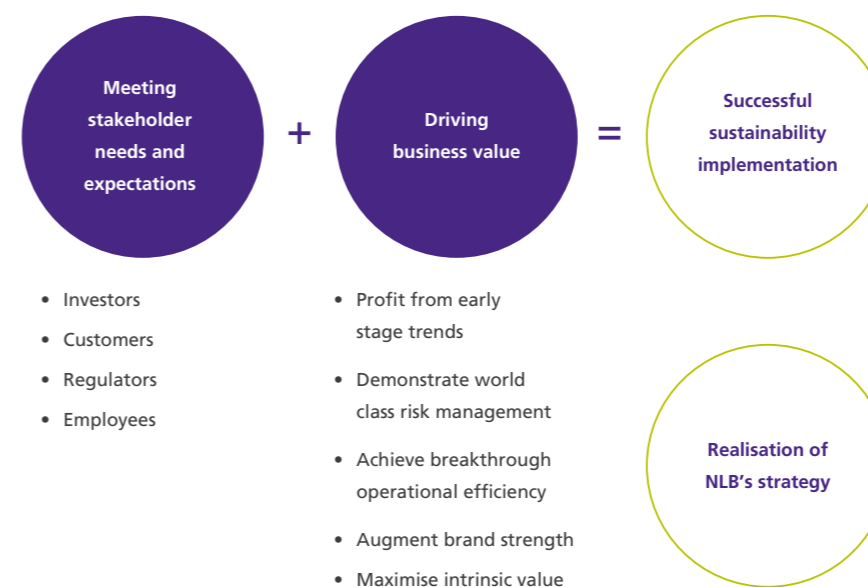 Meeting
stakeholder
needs and
expectations
+
Driving
business value
=
Successful
sustainability
implementation
• Investors
• Customers
• Regulators
• Employees
• Profit from early
stage trends
• Demonstrate world
class risk management
• Achieve breakthrough
operational efficiency
• Augment brand strength
• Maximise intrinsic value
Realisation of
NLB's strategy